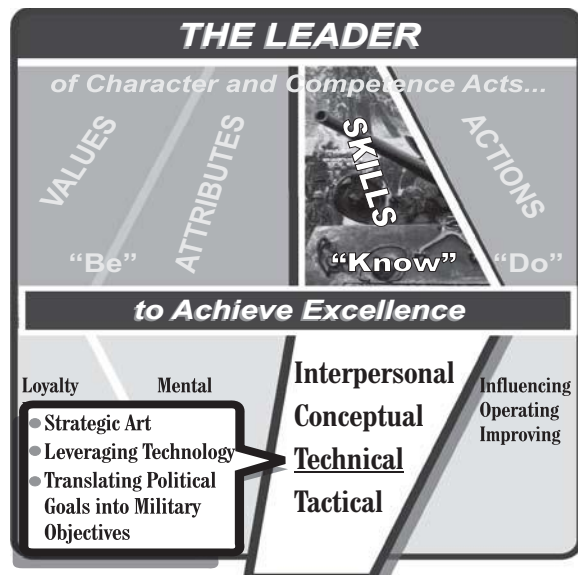 THE LEADER
of Character and Competence Acts...
VALUES
ATTRIBUTES
SKILLS
ACTIONS
“Be”
“Know”
“Do”
to Achieve Excellence
Loyalty
Mental
Strategic Art
Leveraging Technology
Translating Political
Goals into Military
Objectives
Interpersonal
Conceptual
Technical
Tactical
Influencing
Operating
Improving